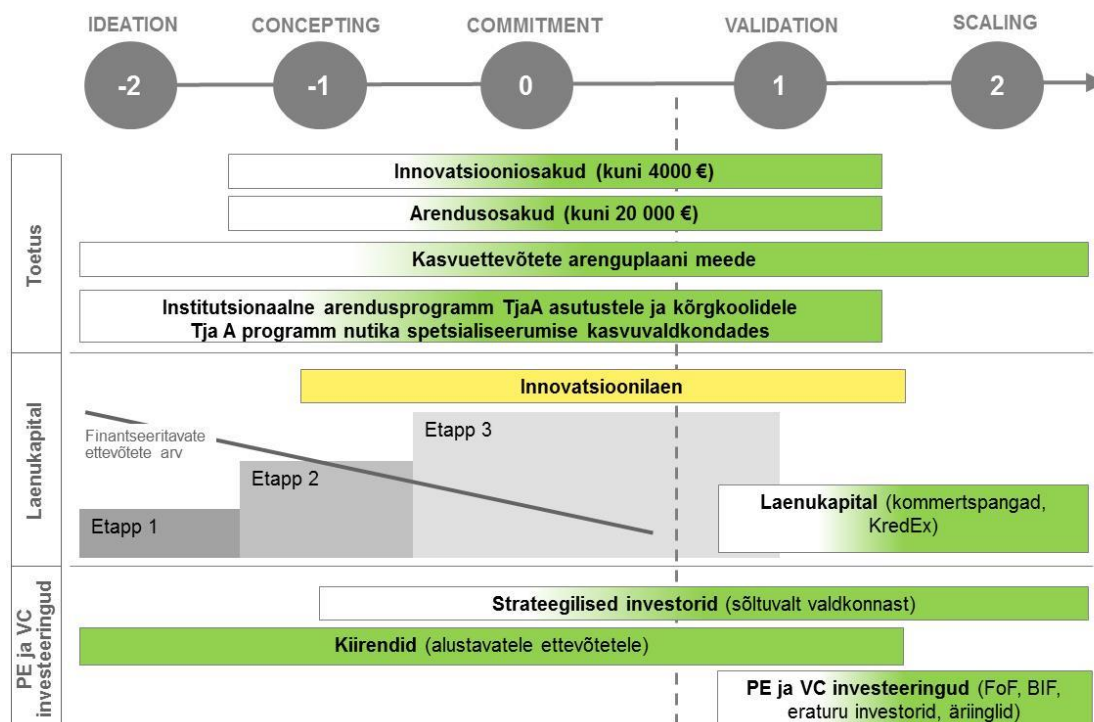 IDEATION
CONCEPTING
COMMITMENT
VALIDATION
SCALING
-2
-1
0
1
2
Toetus
Innovatsiooniosakud (kuni 4000 €)
Arendusosakud (kuni 20 000 €)
Kasvuettevõtete arenguplaani meede
Institutsionaalne arendusprogramm TjaA asutustele ja kõrgkoolidele
Tja A programm nutika spetsialiseerumise kasvuvaldkondades
Laenukapital
Innovatsioonilaen
Finantseeritavate
ettevõtete arv
Etapp 1
Etapp 2
Etapp 3
Laenukapital (kommertspangad,
KredEx)
PE ja VC
investeeringud
Strateegilised investorid (sõltuvalt valdkonnast)
Kiirendid (alustavatele ettevõtetele)
PE ja VC investeeringud (FoF, BIF,
eraturu investorid, äriinglid)